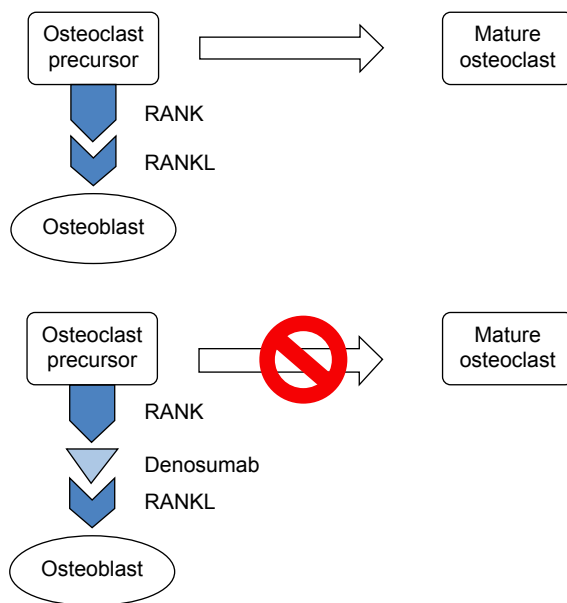 Osteoclast
precursor
Mature
osteoclast
RANK
RANKL
Osteoblast
Osteoclast
precursor
Mature
osteoclast
RANK
Denosumab
RANKL
Osteoblast